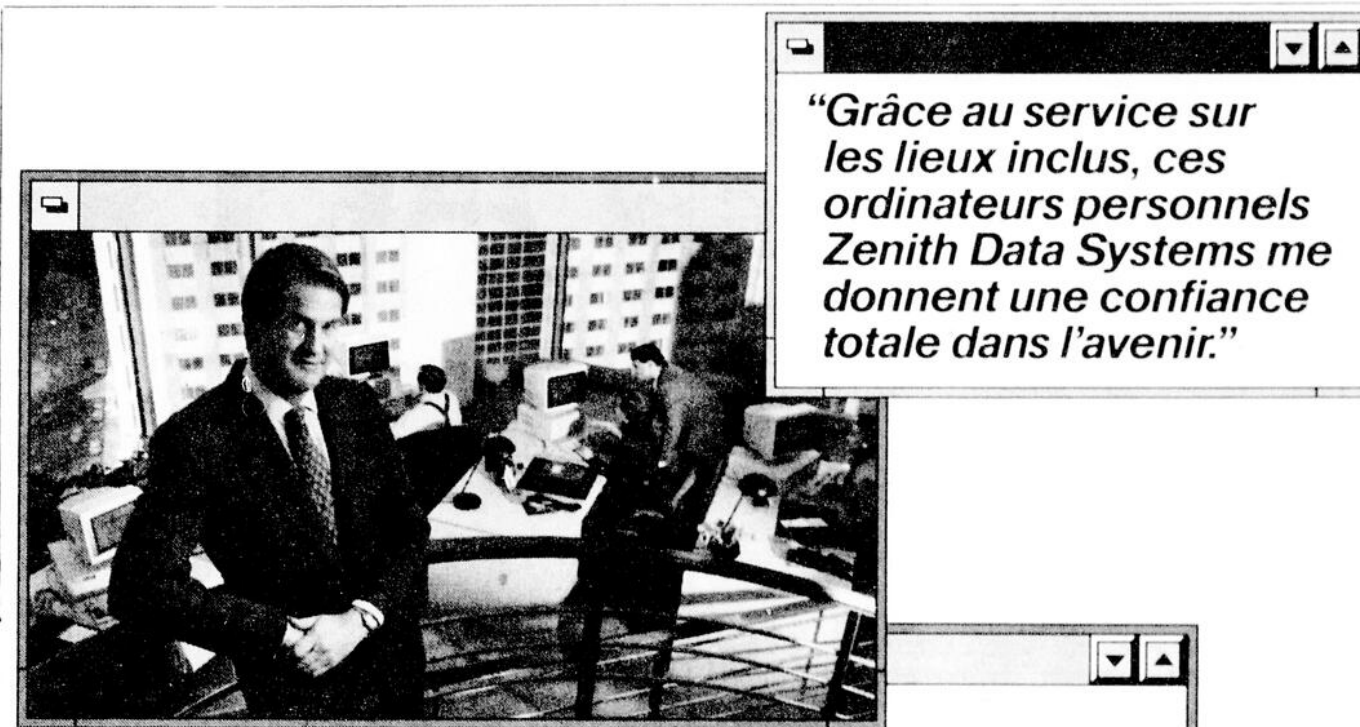 “Grâce au service sur
les lieux inclus, ces
ordinateurs personnels
Zenith Data Systems me
donnent une confiance
totale dans l'avenir.”